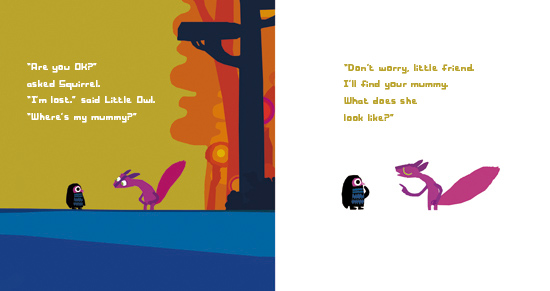 "Are you OK?"
asked Squirrel.
"I'm lost," said Little Owl.
"Where's my mummy?"
"Don't worry, little friend.
I'll find your mummy.
What does she
look like?"